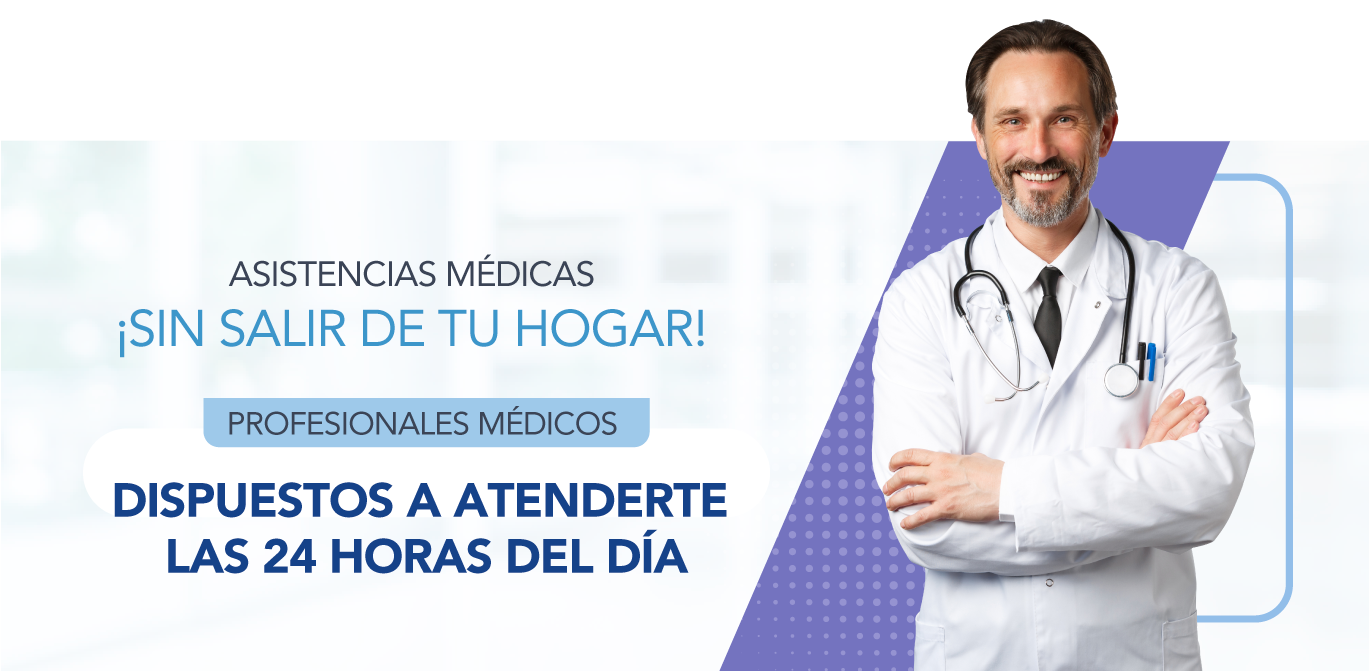 ASISTENCIAS MÉDICAS
¡SIN SALIR DE TU HOGAR!
PROFESIONALES MÉDICOS
DISPUESTOS A ATENDERTE
LAS 24 HORAS DEL DÍA